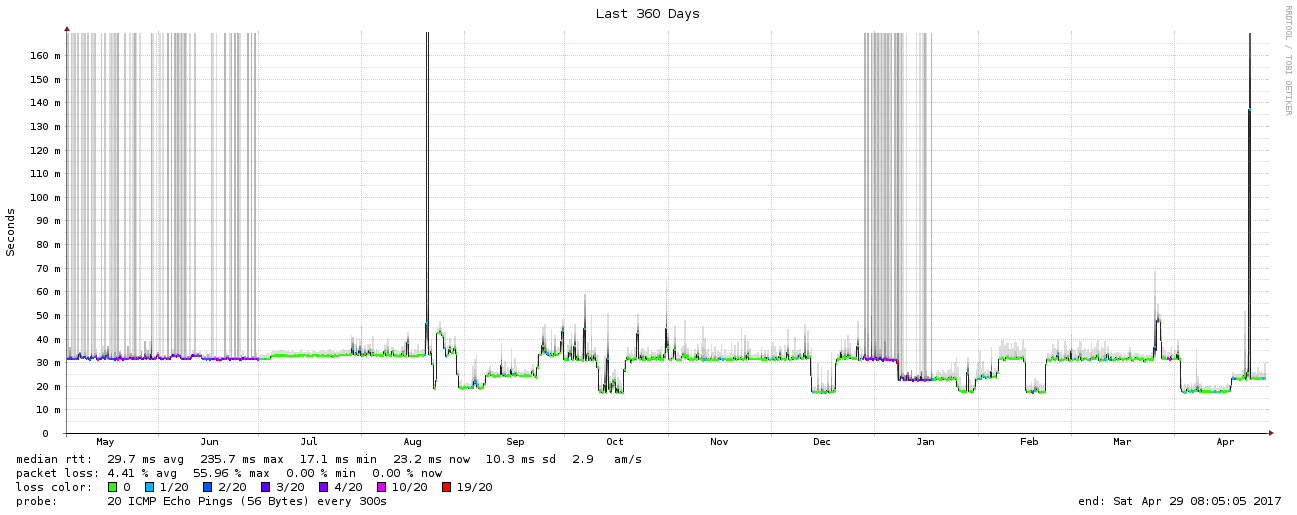 Last 360 Days
RRDTOOL / TOBI OETIKER
Seconds
160 m
150 m
140 m
130 m
120 m
110 m
100 m
90 m
80 m
70 m
60 m
50 m
40 m
30 m
20 m
10 m
0
May Jun Jul Aug Sep Oct Nov Dec Jan Feb Mar Apr
median rtt: 29.7 ms avg 235.7 ms max 17.1 ms min 23.2 ms now 10.3 ms sd 2.9 am/s
packet loss: 4.41 % avg 55.96 % max 0.00 % min 0.00 % now
loss color: 0 1/20 2/20 3/20 4/20 10/20 19/20
probe: 20 ICMP Echo Pings (56 Bytes) every 300s end: Sat Apr 29 08:05:05 2017